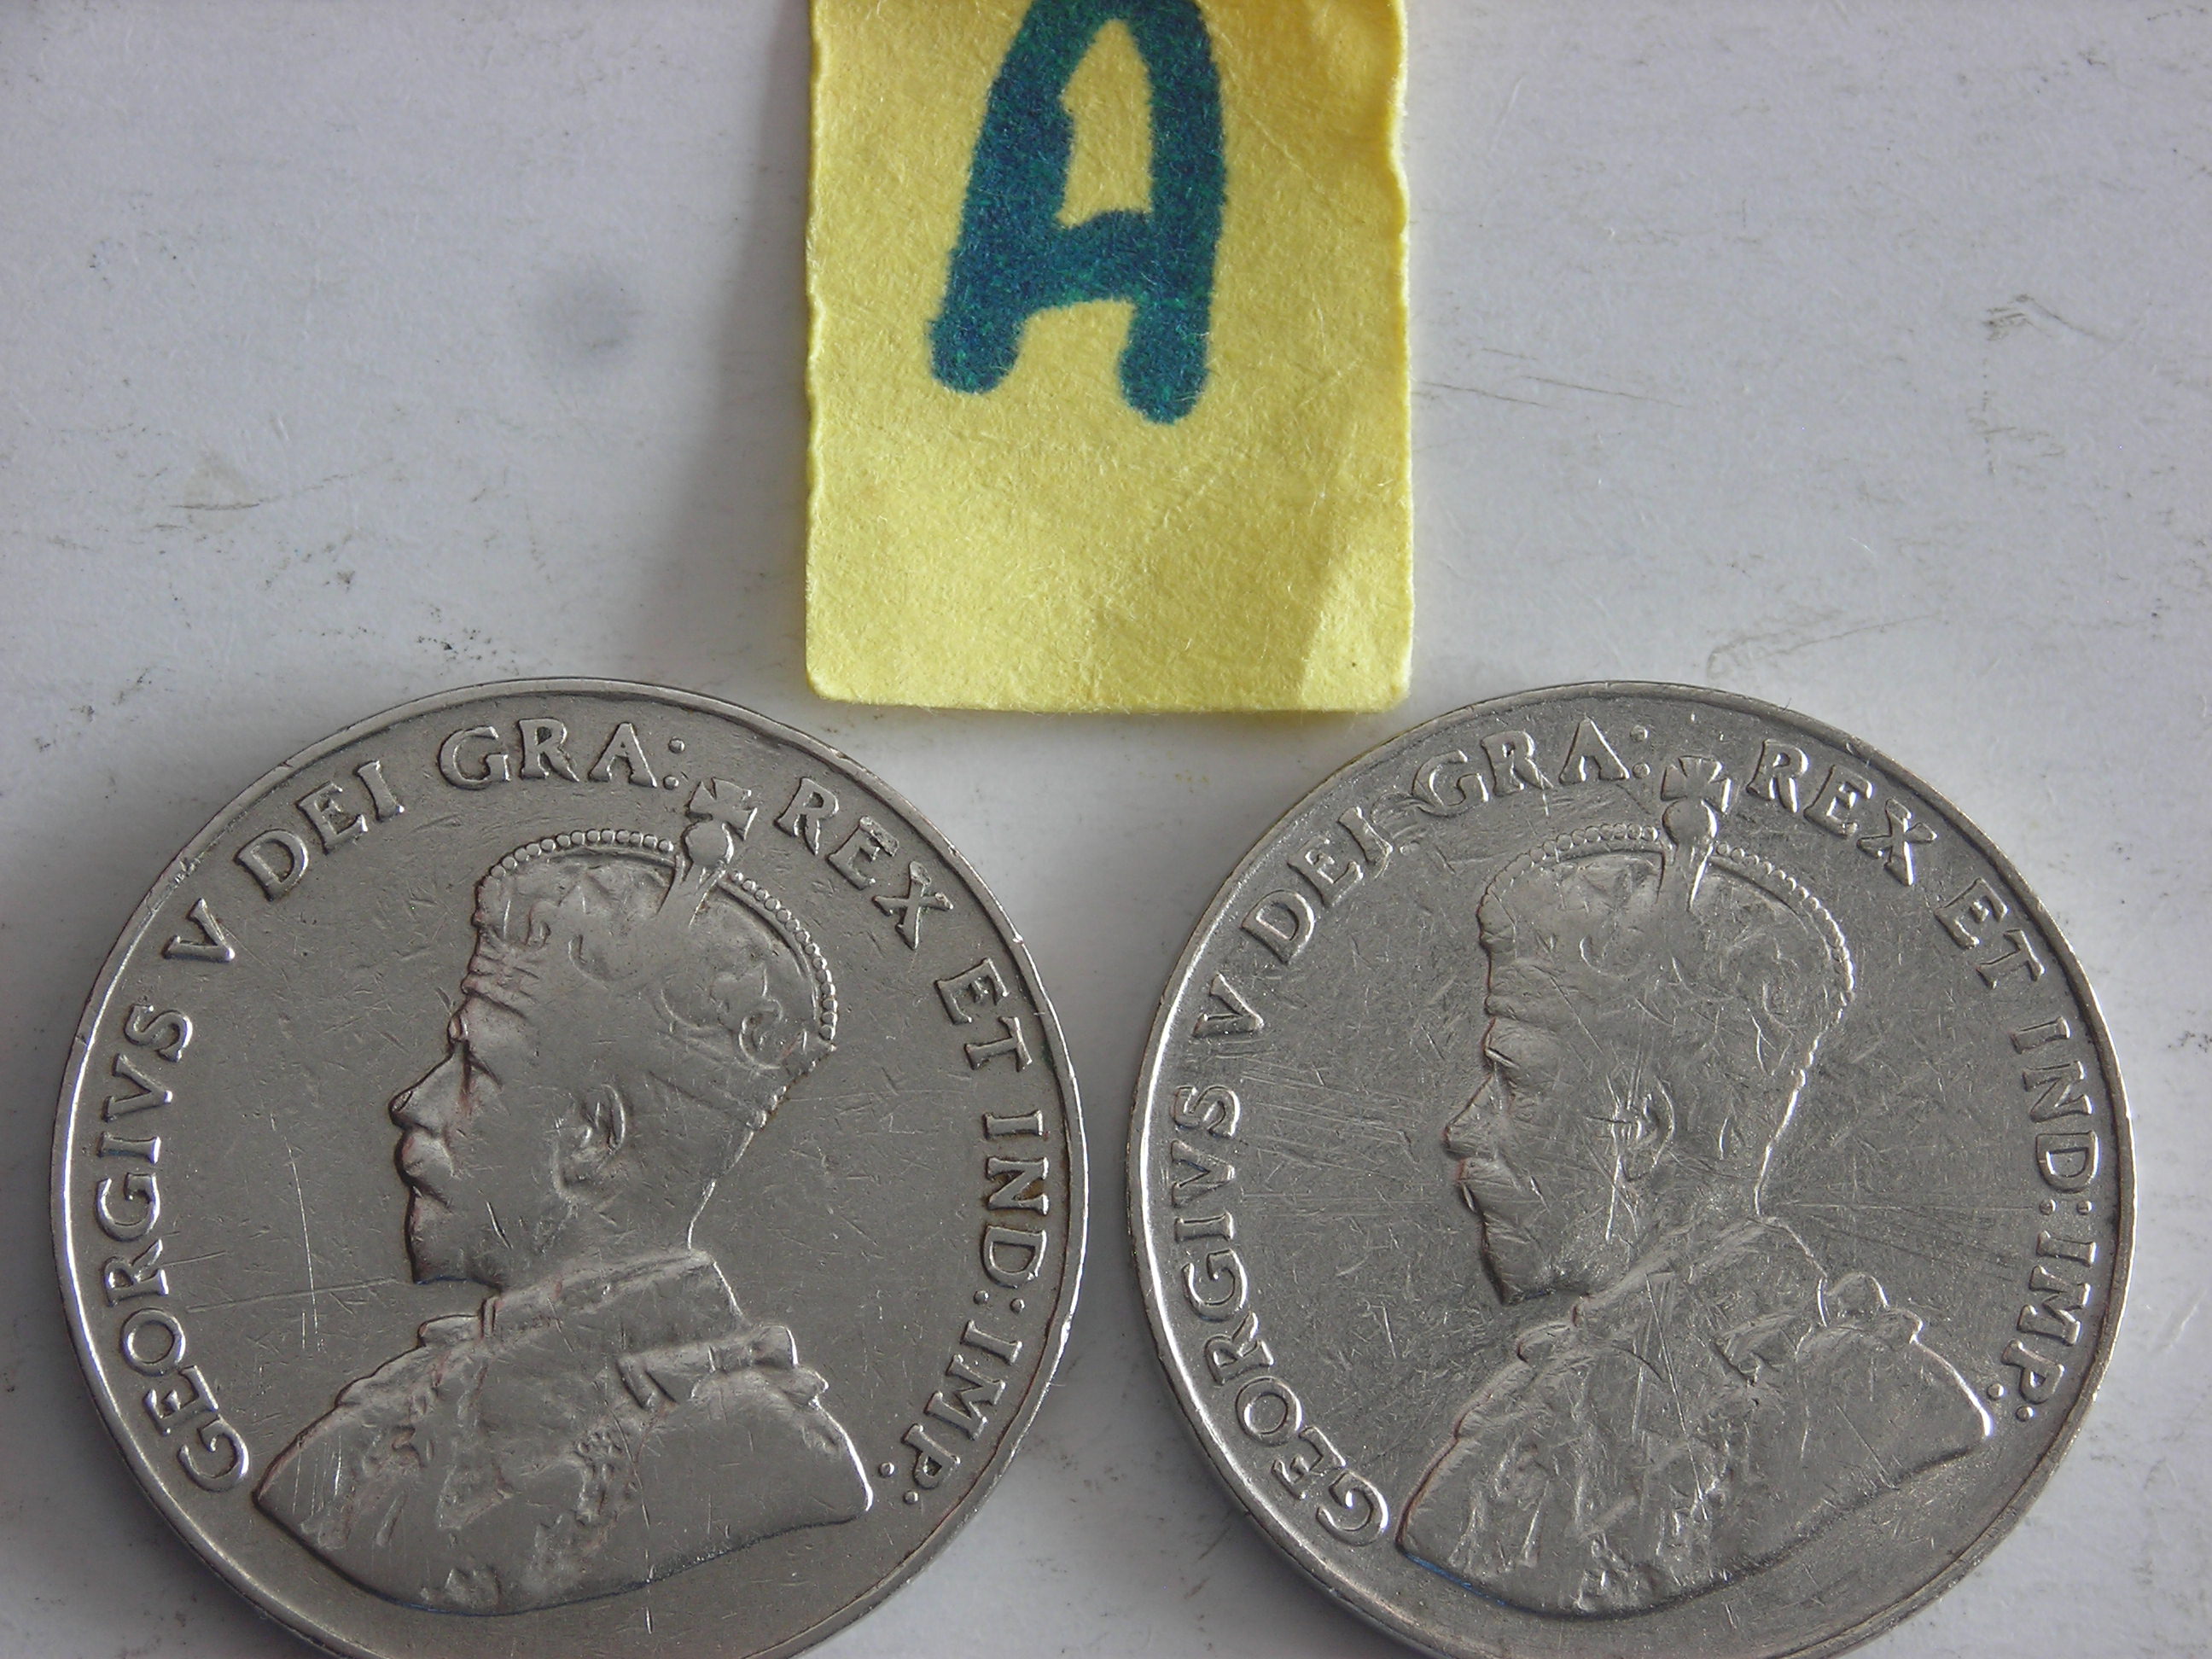 A
GEORGIVS V DEI GRA: REX ET IND: IMP:
GEORGIVS V DEI GRA: REX ET IND: IMP: